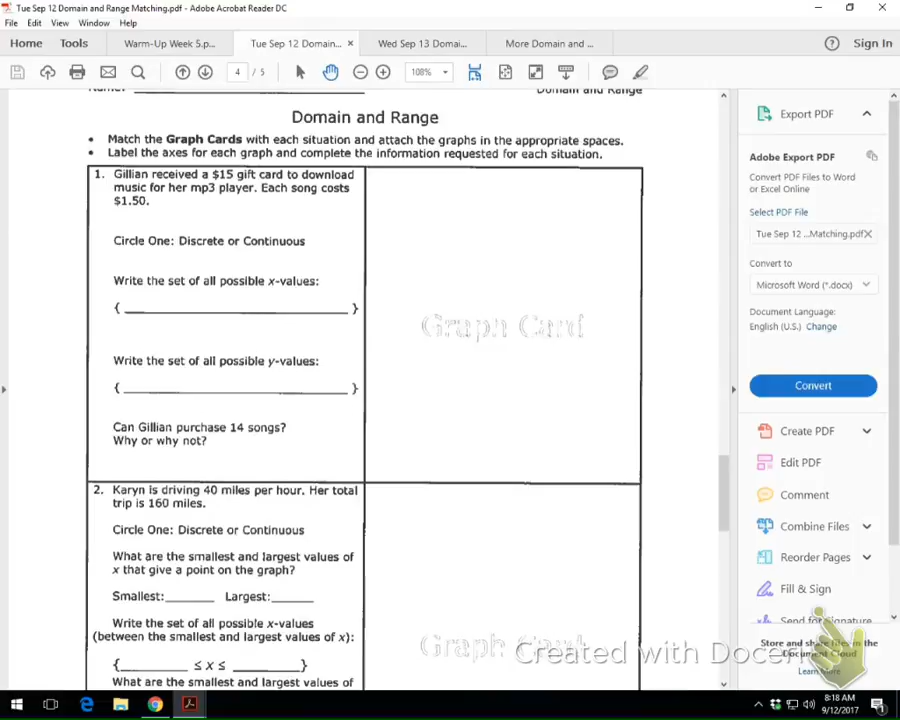 Tue Sep 12 Domain and Range Matching.pdf - Adobe Acrobat Reader DC
File Edit View Window Help
Home Tools Warm-Up Week 5.p... Tue Sep 12 Domain... × Wed Sep 13 Domai... More Domain and ... Sign In
4 / 5 108%
Name: Domain and Range
Domain and Range
• Match the Graph Cards with each situation and attach the graphs in the appropriate spaces.
• Label the axes for each graph and complete the information requested for each situation.
1. Gillian received a $15 gift card to download
music for her mp3 player. Each song costs
$1.50.
Circle One: Discrete or Continuous
Write the set of all possible x-values:
{ ____________ }
Write the set of all possible y-values:
{ ____________ }
Can Gillian purchase 14 songs?
Why or why not?
Graph Card
2. Karyn is driving 40 miles per hour. Her total
trip is 160 miles.
Circle One: Discrete or Continuous
What are the smallest and largest values of
x that give a point on the graph?
Smallest:_______ Largest:______
Write the set of all possible x-values
(between the smallest and largest values of x):
{_________ ≤ x ≤ _________}
What are the smallest and largest values of
Graph Card
Created with Doceri
Export PDF
Adobe Export PDF
Convert PDF Files to Word
or Excel Online
Select PDF File
Tue Sep 12 ...Matching.pdf ×
Convert to
Microsoft Word (*.docx)
Document Language:
English (U.S.) Change
Convert
Create PDF
Edit PDF
Comment
Combine Files
Reorder Pages
Fill & Sign
Send for Signature
Store and share files in the
Document Cloud
Learn More
8:18 AM
9/12/2017